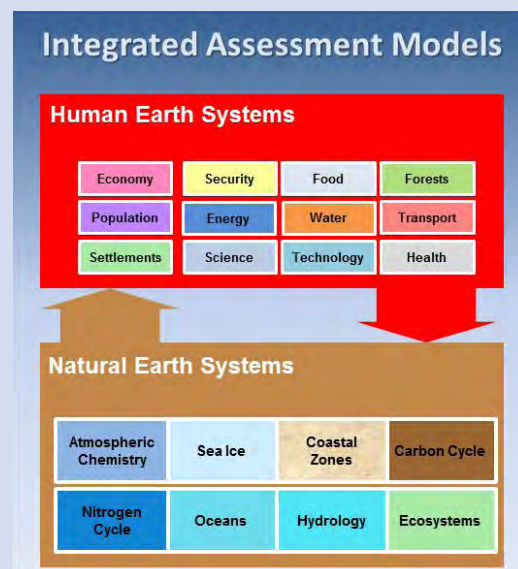 Integrated Assessment Models
Human Earth Systems
Economy Security Food Forests
Population Energy Water Transport
Settlements Science Technology Health
Natural Earth Systems
Atmospheric
Chemistry
Sea Ice
Coastal
Zones
Carbon Cycle
Nitrogen
Cycle
Oceans
Hydrology
Ecosystems